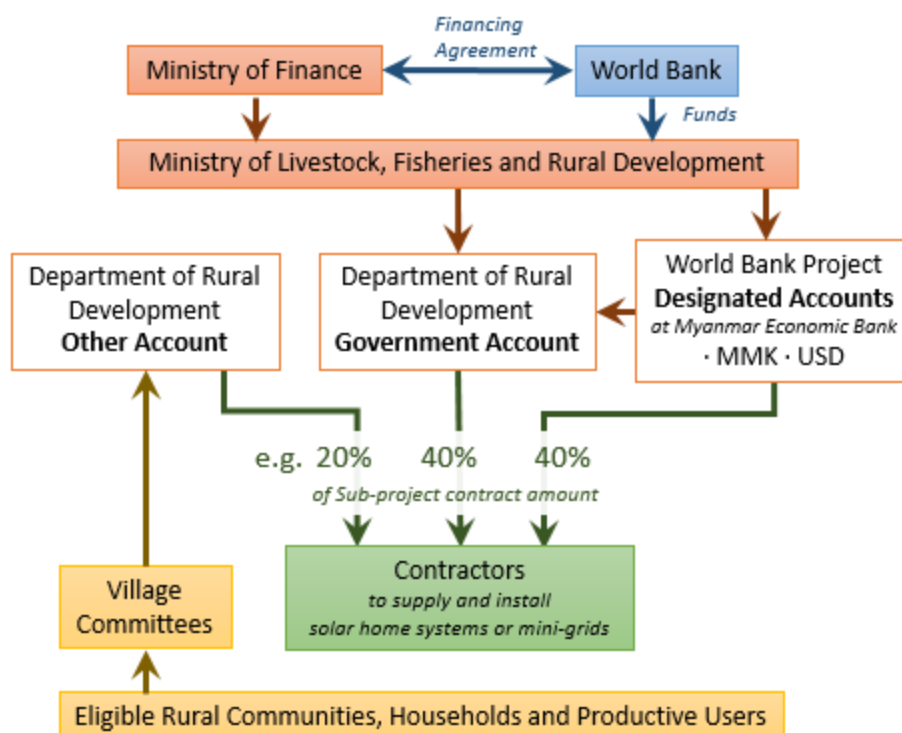 Financing
Agreement
Ministry of Finance
World Bank
Funds
Ministry of Livestock, Fisheries and Rural Development
Department of Rural
Development
Other Account
Department of Rural
Development
Government Account
World Bank Project
Designated Accounts
at Myanmar Economic Bank
· MMK · USD
e.g. 20% 40% 40%
of Sub-project contract amount
Contractors
to supply and install
solar home systems or mini-grids
Village
Committees
Eligible Rural Communities, Households and Productive Users